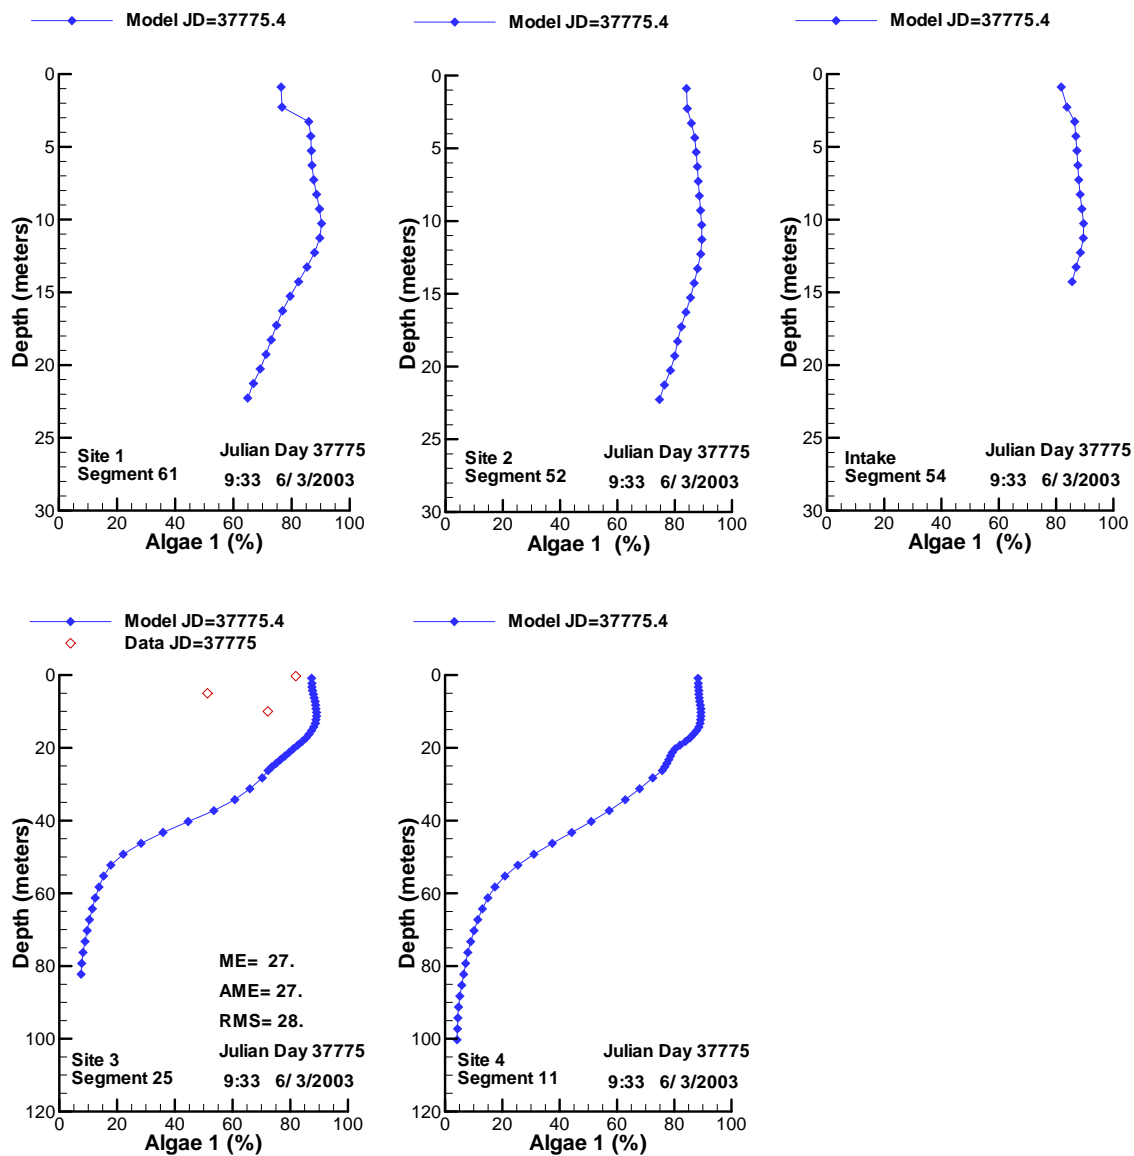 Model JD=37775.4
0
5
10
15
20
25
30
Depth (meters)
Site 1
Segment 61
Julian Day 37775
9:33 6/ 3/2003
0 20 40 60 80 100
Algae 1 (%)
Model JD=37775.4
0
5
10
15
20
25
30
Depth (meters)
Site 2
Segment 52
Julian Day 37775
9:33 6/ 3/2003
0 20 40 60 80 100
Algae 1 (%)
Model JD=37775.4
0
5
10
15
20
25
30
Depth (meters)
Intake
Segment 54
Julian Day 37775
9:33 6/ 3/2003
0 20 40 60 80 100
Algae 1 (%)
Model JD=37775.4
Data JD=37775
0
20
40
60
80
100
120
Depth (meters)
ME= 27.
AME= 27.
RMS= 28.
Site 3
Segment 25
Julian Day 37775
9:33 6/ 3/2003
0 20 40 60 80 100
Algae 1 (%)
Model JD=37775.4
0
20
40
60
80
100
120
Depth (meters)
Site 4
Segment 11
Julian Day 37775
9:33 6/ 3/2003
0 20 40 60 80 100
Algae 1 (%)